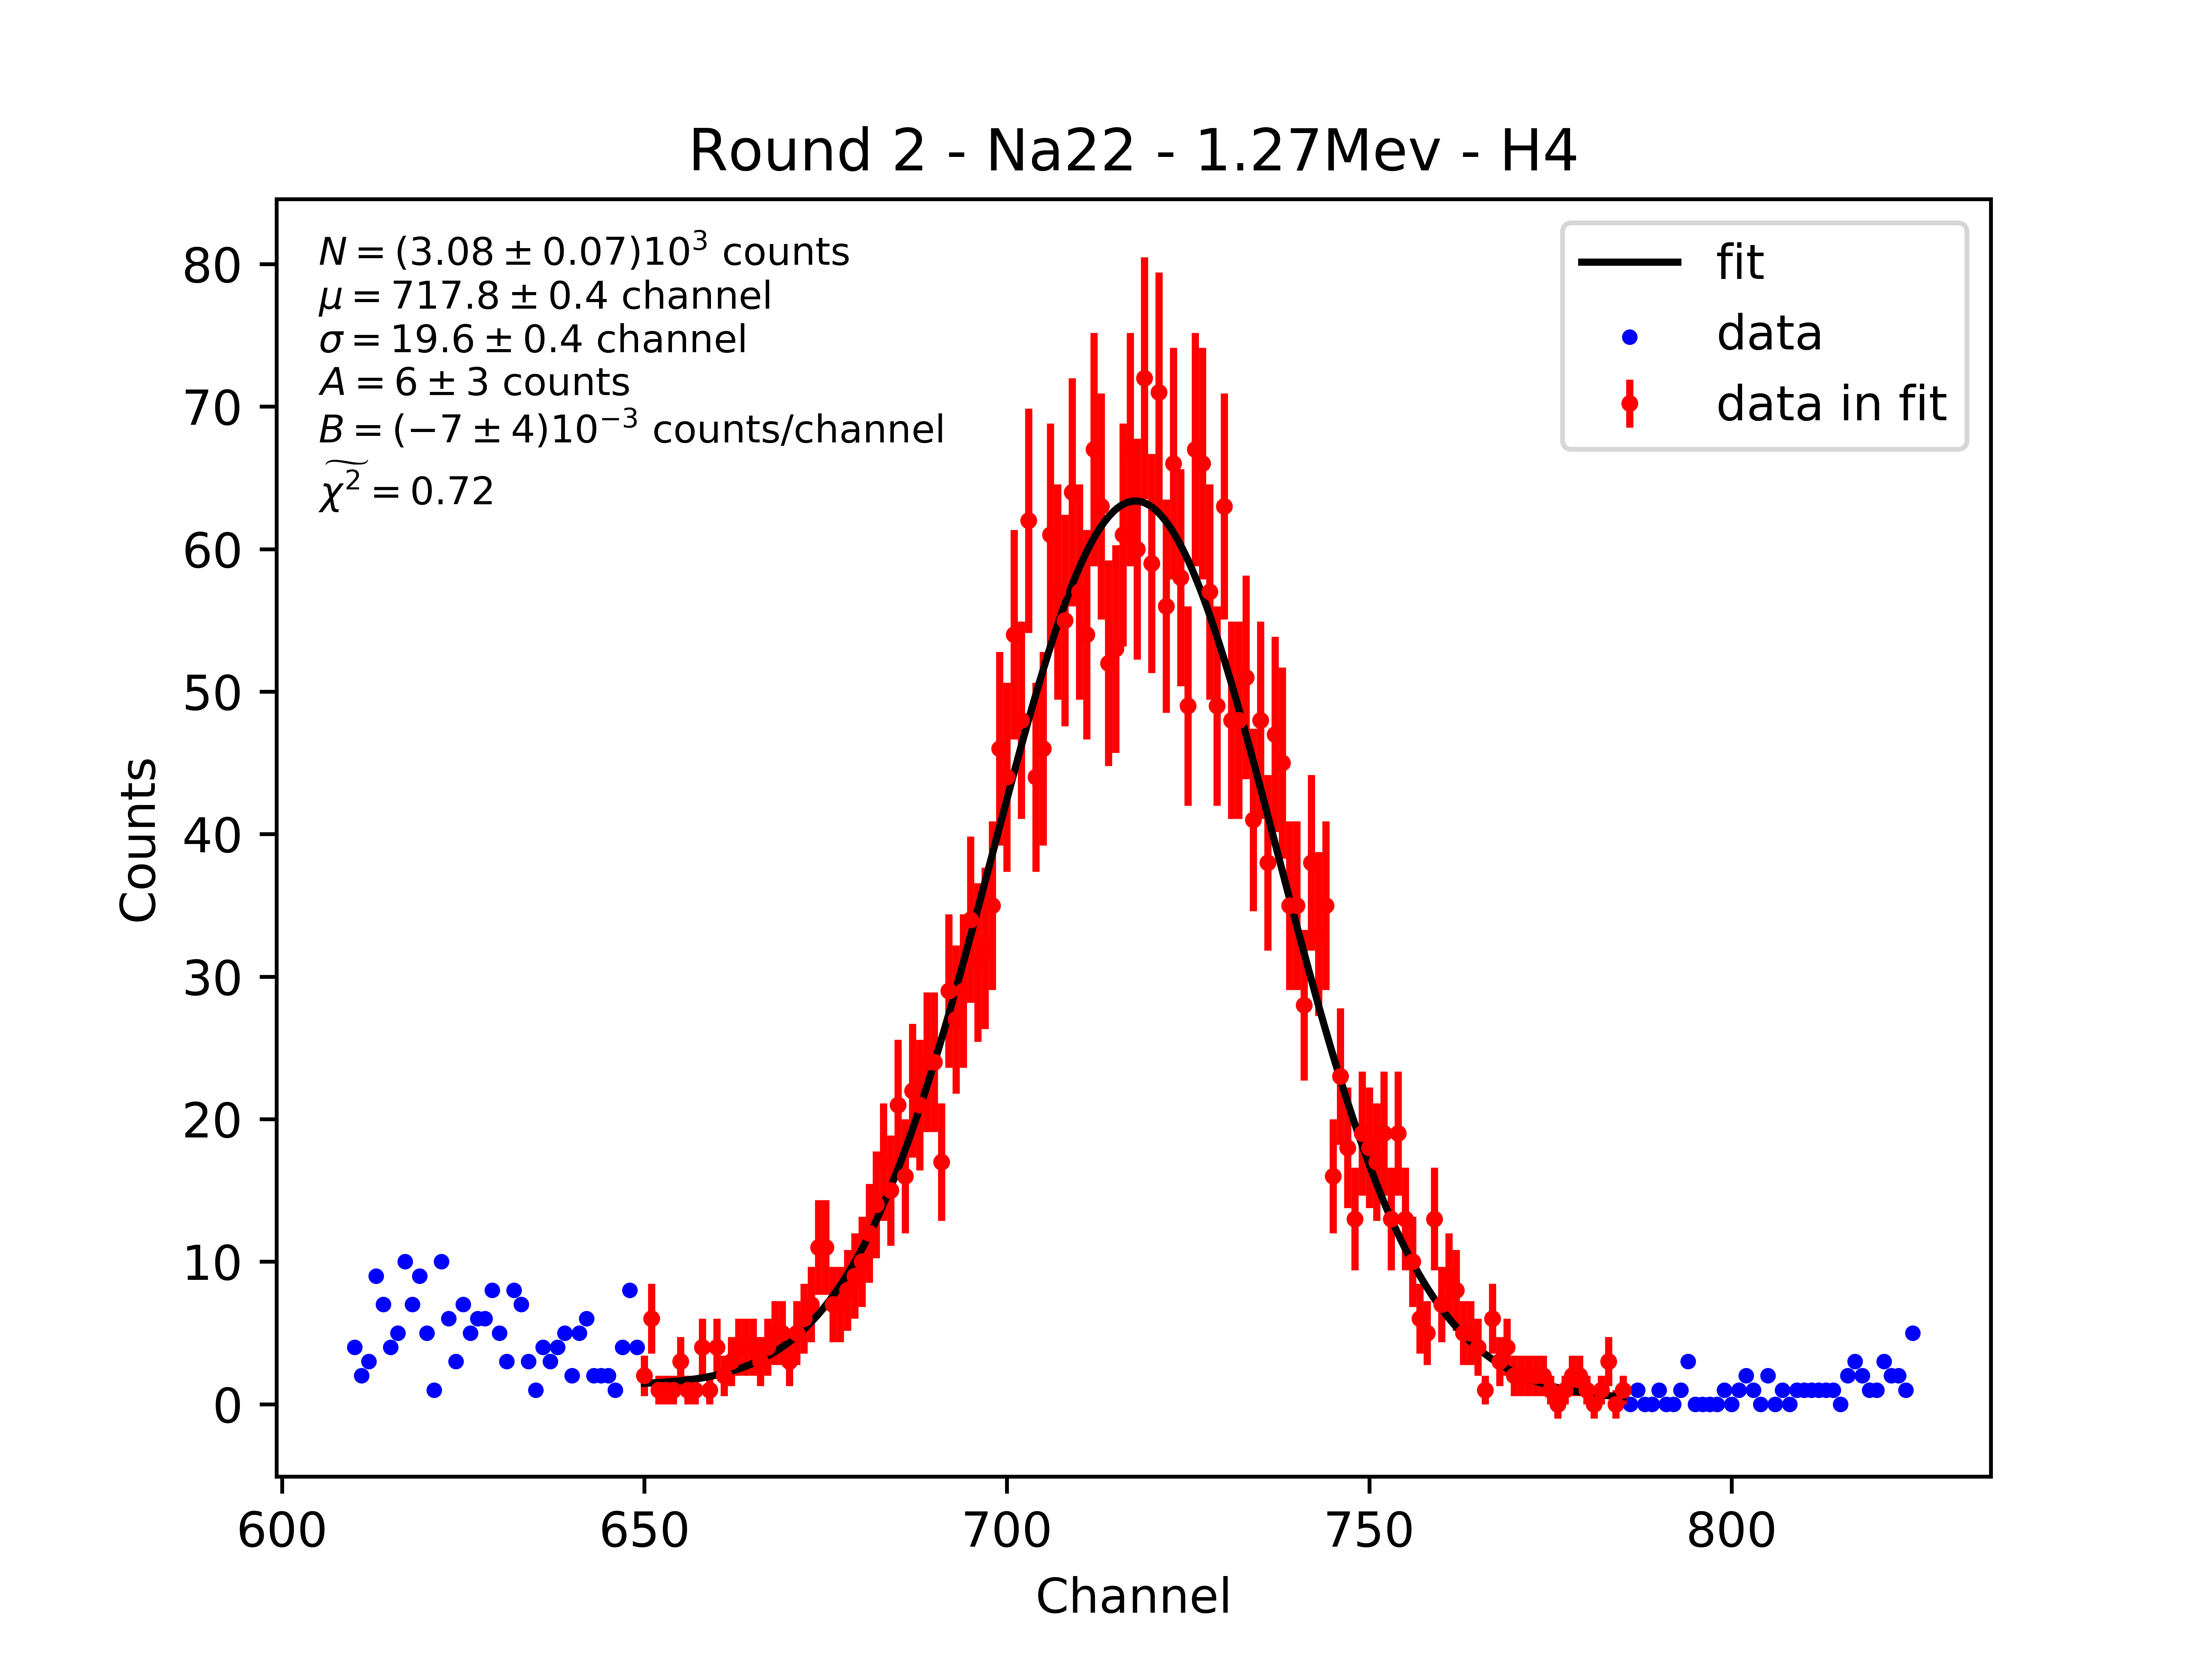 Round 2 - Na22 - 1.27Mev - H4
N = (3.08 ± 0.07)10³ counts
μ = 717.8 ± 0.4 channel
σ = 19.6 ± 0.4 channel
A = 6 ± 3 counts
B = (−7 ± 4)10⁻³ counts/channel
χ̃² = 0.72
fit
data
data in fit
80
70
60
50
40
30
20
10
0
Counts
600 650 700 750 800
Channel